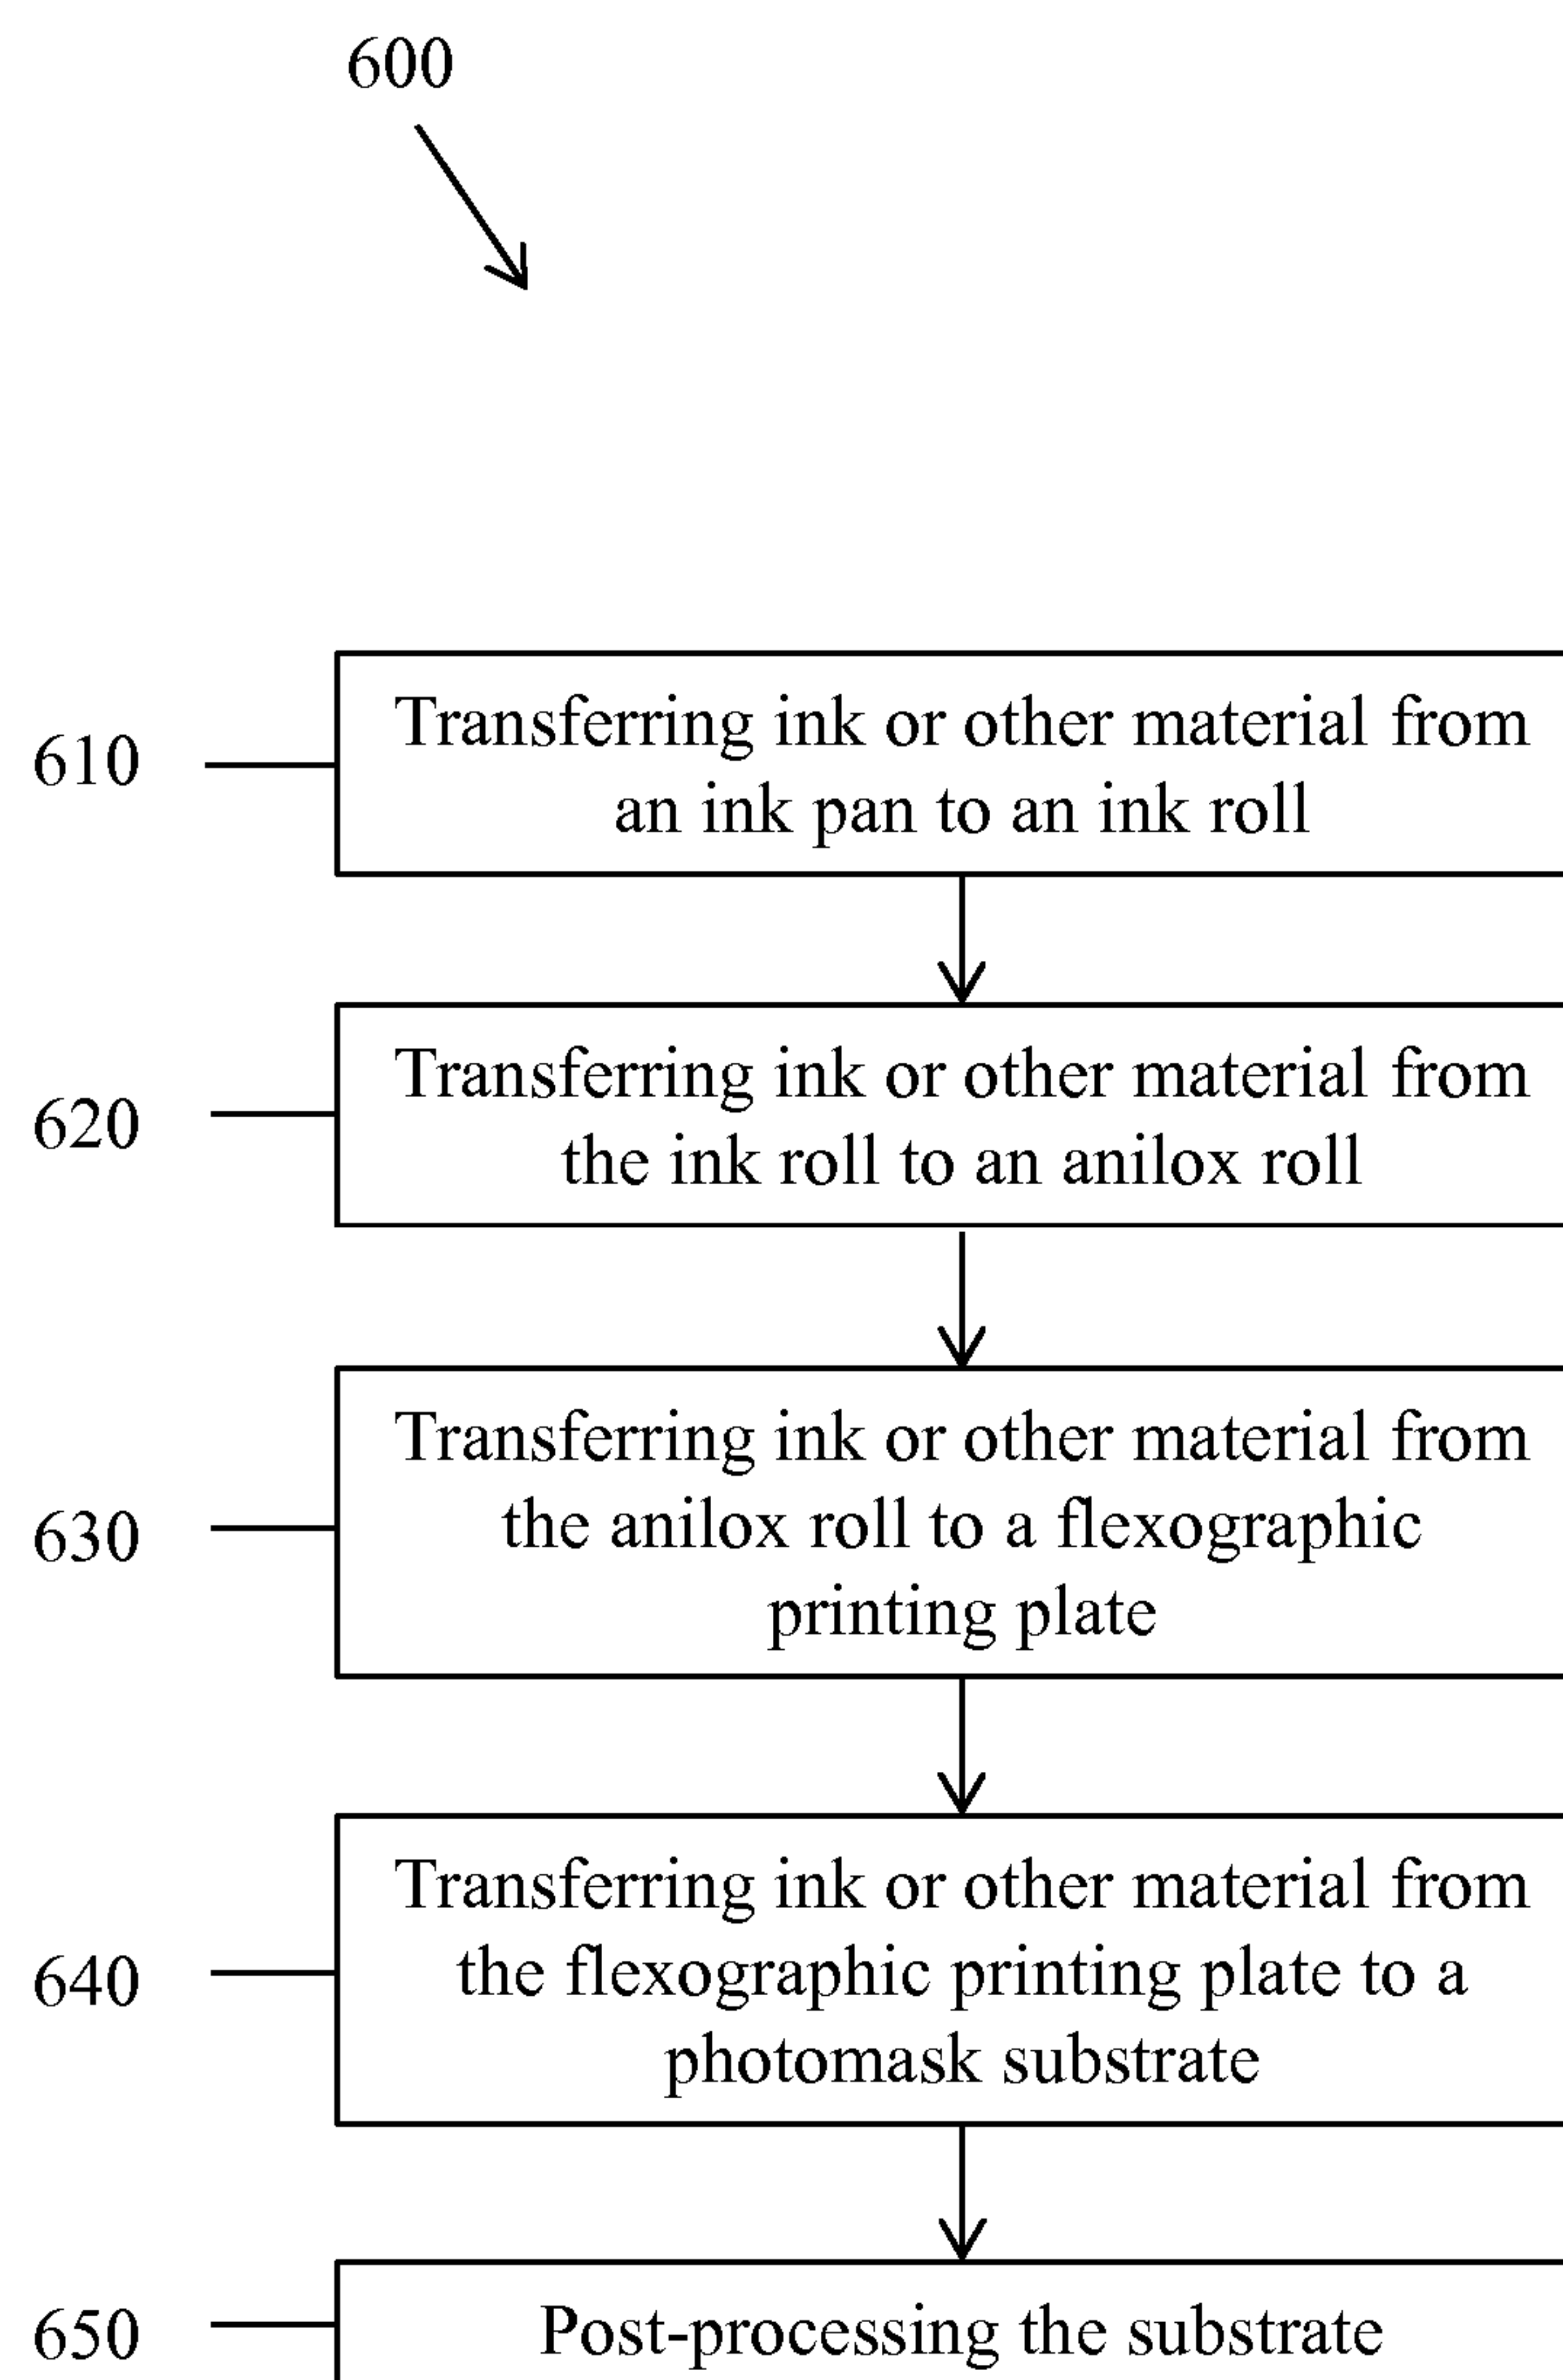 600
610
Transferring ink or other material from
an ink pan to an ink roll
620
Transferring ink or other material from
the ink roll to an anilox roll
630
Transferring ink or other material from
the anilox roll to a flexographic
printing plate
640
Transferring ink or other material from
the flexographic printing plate to a
photomask substrate
650
Post-processing the substrate